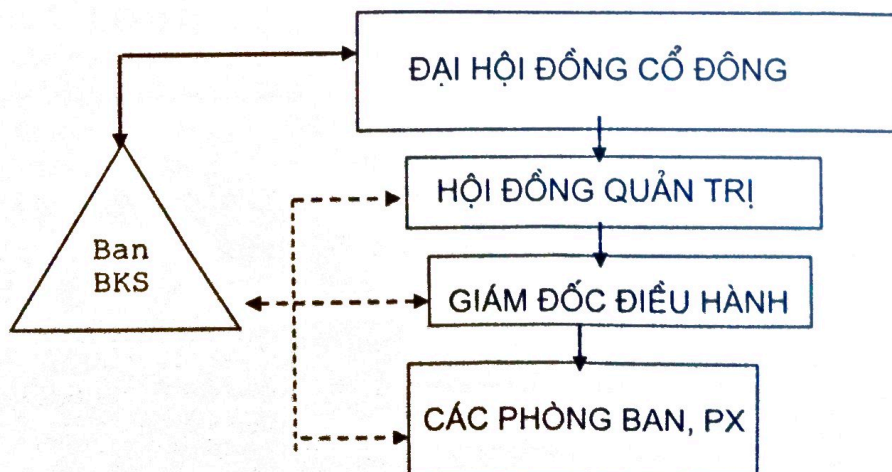 ĐẠI HỘI ĐỒNG CỔ ĐÔNG
HỘI ĐỒNG QUẢN TRỊ
Ban
BKS
GIÁM ĐỐC ĐIỀU HÀNH
CÁC PHÒNG BAN, PX